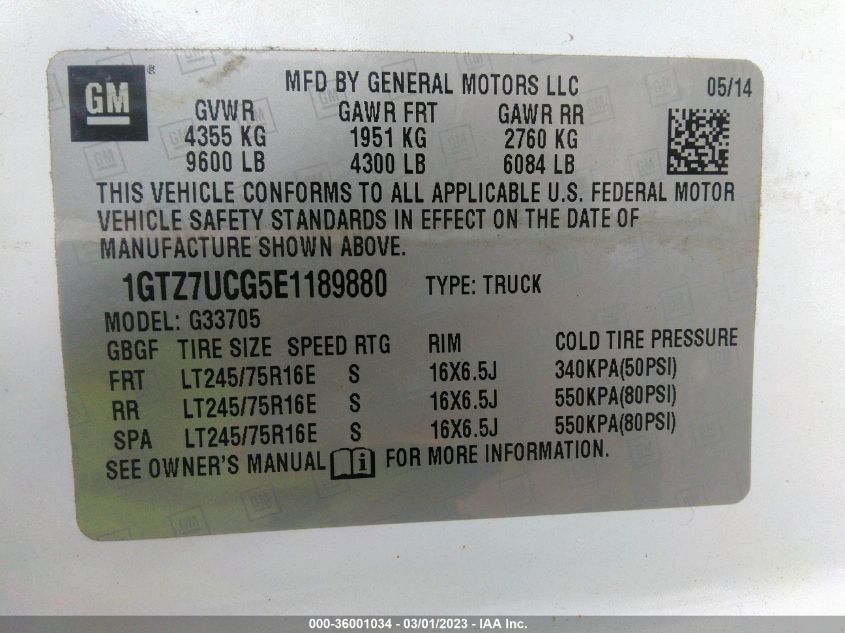 GM ®
MFD BY GENERAL MOTORS LLC 05/14
GVWR GAWR FRT GAWR RR
4355 KG 1951 KG 2760 KG
9600 LB 4300 LB 6084 LB
THIS VEHICLE CONFORMS TO ALL APPLICABLE U.S. FEDERAL MOTOR
VEHICLE SAFETY STANDARDS IN EFFECT ON THE DATE OF
MANUFACTURE SHOWN ABOVE.
1GTZ7UCG5E1189880 TYPE: TRUCK
MODEL: G33705
GBGF TIRE SIZE SPEED RTG RIM COLD TIRE PRESSURE
FRT LT245/75R16E S 16X6.5J 340KPA(50PSI)
RR LT245/75R16E S 16X6.5J 550KPA(80PSI)
SPA LT245/75R16E S 16X6.5J 550KPA(80PSI)
SEE OWNER'S MANUAL i FOR MORE INFORMATION.
000-36001034 - 03/01/2023 - IAA Inc.